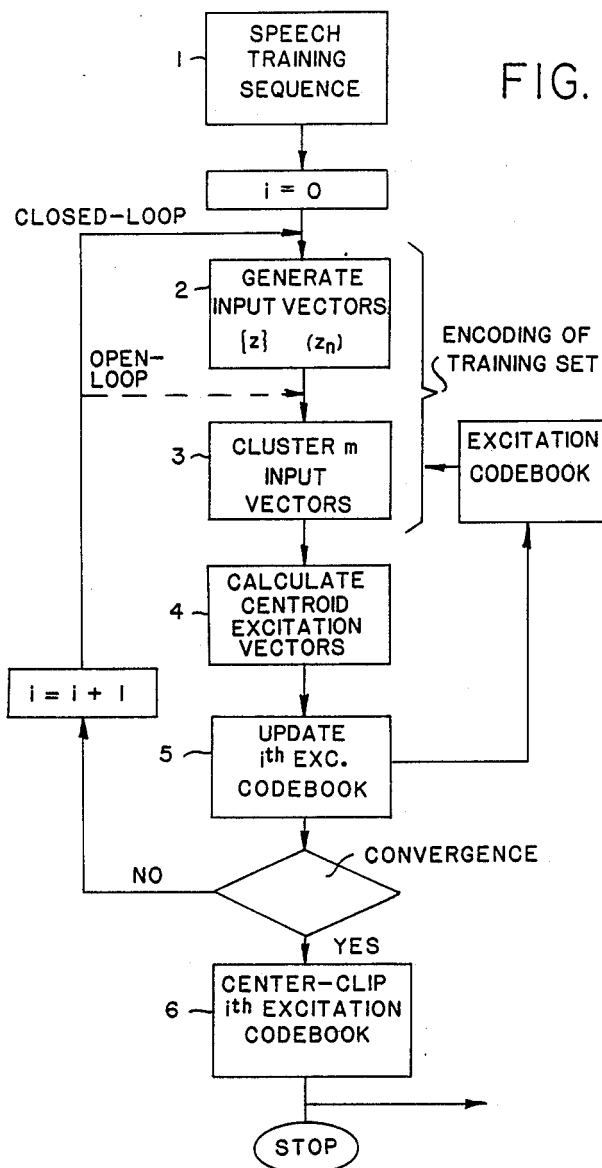 SPEECH
TRAINING
SEQUENCE
1
FIG.
i = 0
CLOSED-LOOP
2
GENERATE
INPUT VECTORS
{z} (zn)
OPEN-
LOOP
ENCODING OF
TRAINING SET
3
CLUSTER m
INPUT
VECTORS
EXCITATION
CODEBOOK
4
CALCULATE
CENTROID
EXCITATION
VECTORS
i = i + 1
5
UPDATE
ith EXC.
CODEBOOK
CONVERGENCE
NO
YES
6
CENTER-CLIP
ith EXCITATION
CODEBOOK
STOP